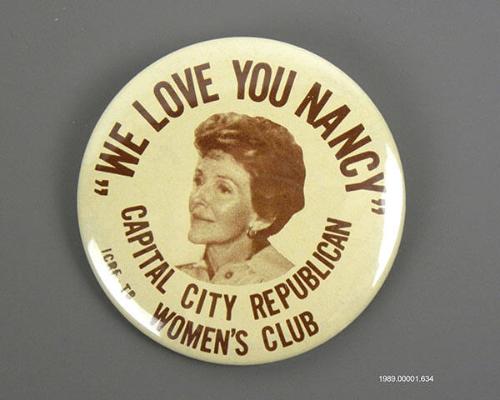 "WE LOVE YOU NANCY"
CAPITAL CITY REPUBLICAN
WOMEN'S CLUB
1989.00001.634